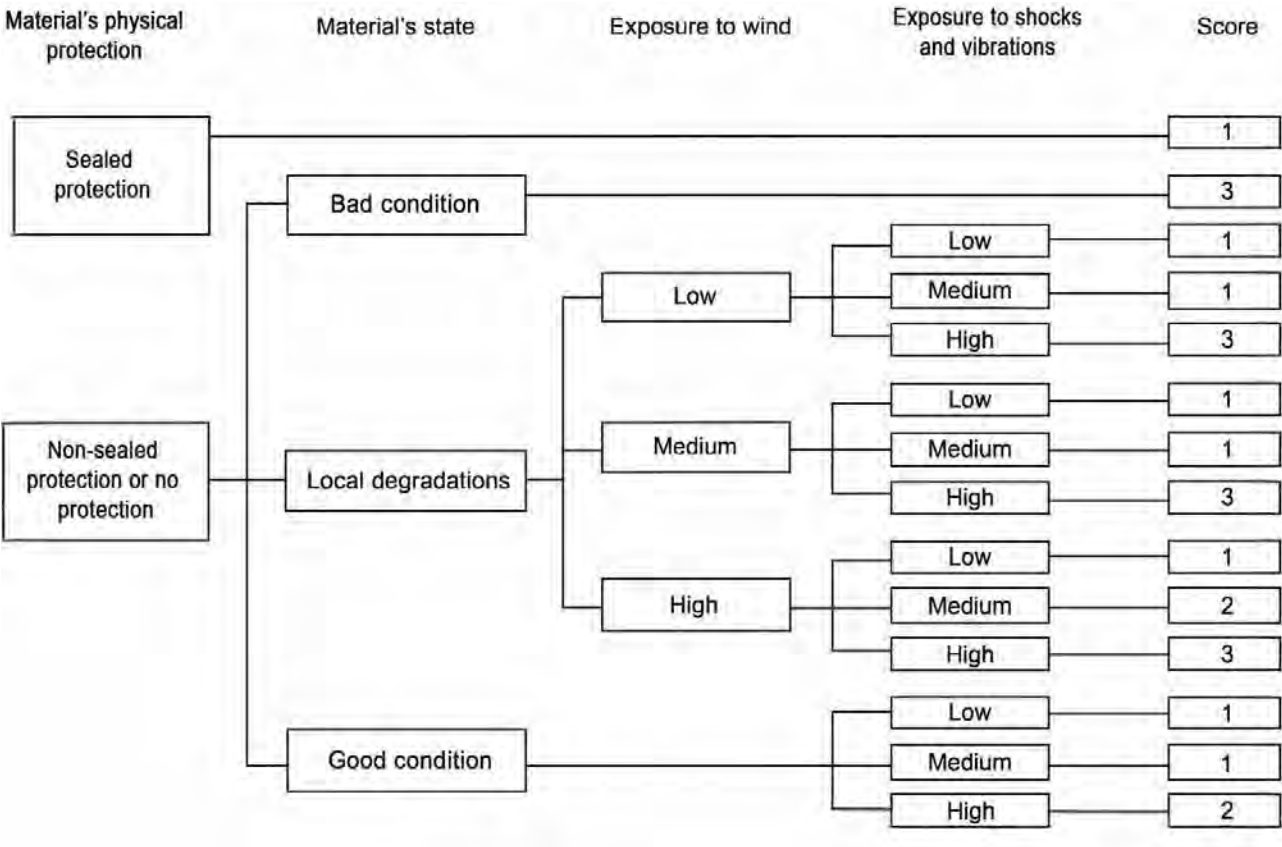 Material's physical
protection
Material's state
Exposure to wind
Exposure to shocks
and vibrations
Score
Sealed
protection
1
Bad condition
3
Low
1
Low
Medium
1
High
3
Non-sealed
protection or no
protection
Local degradations
Medium
Low
1
Medium
1
High
3
High
Low
1
Medium
2
High
3
Good condition
Low
1
Medium
1
High
2